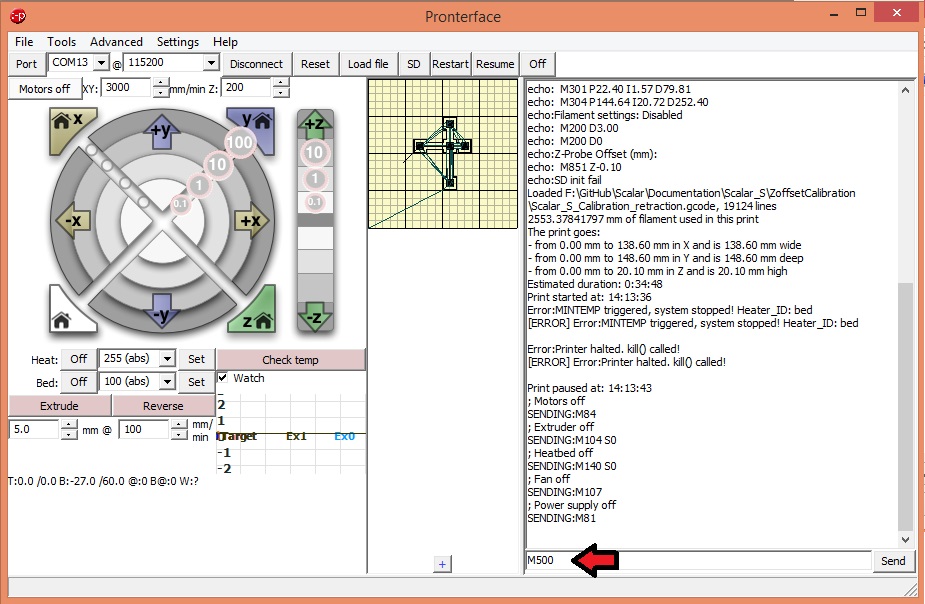 Pronterface
File Tools Advanced Settings Help
Port COM13 @ 115200 Disconnect Reset Load file SD Restart Resume Off
Motors off XY: 3000 mm/min Z: 200
x
+y
y
100
10
1
0.1
-x
+x
-y
z
+z
10
1
0.1
-z
Heat: Off 255 (abs) Set Check temp
Bed: Off 100 (abs) Set Watch
Extrude Reverse
5.0 mm @ 100 mm/
min
2
1
0
Target Ex1 Ex0
-1
-2
T:0.0 /0.0 B:-27.0 /60.0 @:0 B@:0 W:?
+
echo: M301 P22.40 I1.57 D79.81
echo: M304 P144.64 I20.72 D252.40
echo:Filament settings: Disabled
echo: M200 D3.00
echo: M200 D0
echo:Z-Probe Offset (mm):
echo: M851 Z-0.10
echo:SD init fail
Loaded F:\GitHub\Scalar\Documentation\Scalar_S\ZoffsetCalibration
\Scalar_S_Calibration_retraction.gcode, 19124 lines
2553.37841797 mm of filament used in this print
The print goes:
- from 0.00 mm to 138.60 mm in X and is 138.60 mm wide
- from 0.00 mm to 148.60 mm in Y and is 148.60 mm deep
- from 0.00 mm to 20.10 mm in Z and is 20.10 mm high
Estimated duration: 0:34:48
Print started at: 14:13:36
Error:MINTEMP triggered, system stopped! Heater_ID: bed
[ERROR] Error:MINTEMP triggered, system stopped! Heater_ID: bed
Error:Printer halted. kill() called!
[ERROR] Error:Printer halted. kill() called!
Print paused at: 14:13:43
; Motors off
SENDING:M84
; Extruder off
SENDING:M104 S0
; Heatbed off
SENDING:M140 S0
; Fan off
SENDING:M107
; Power supply off
SENDING:M81
M500 Send